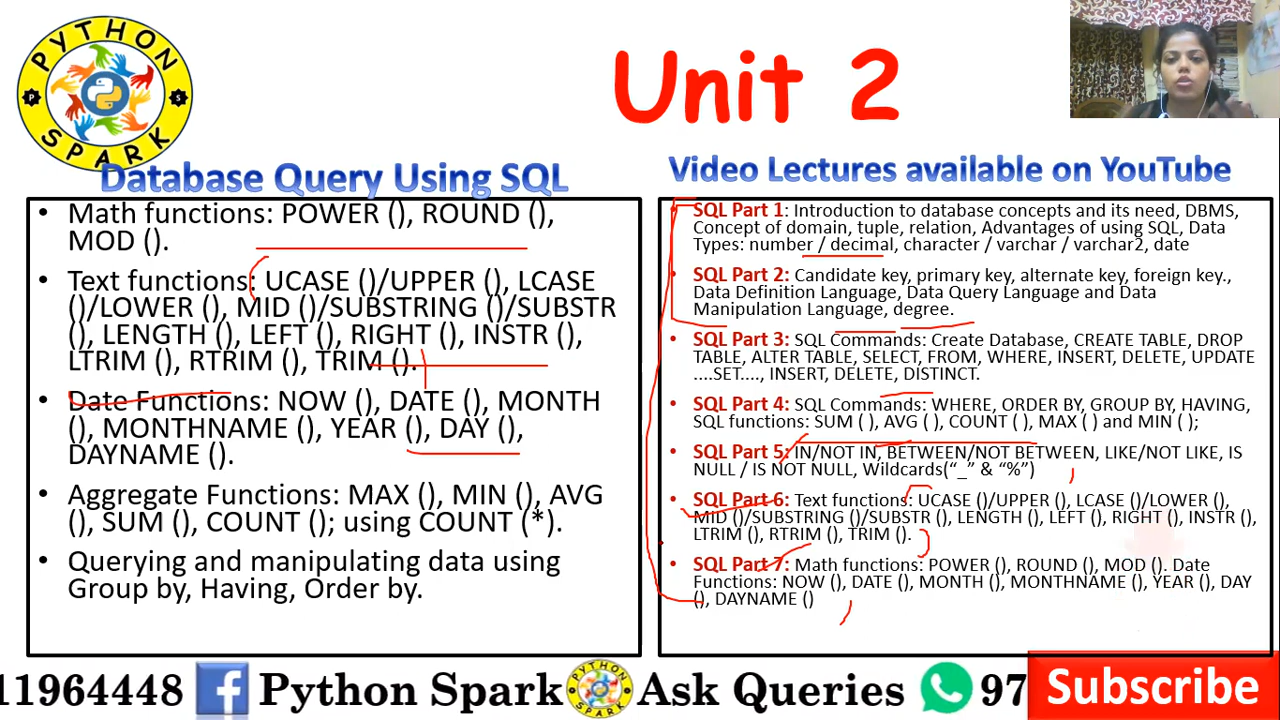 PYTHON
P S
SPARK
Unit 2
Database Query Using SQL
• Math functions: POWER (), ROUND (),
MOD ().
• Text functions: UCASE ()/UPPER (), LCASE
()/LOWER (), MID ()/SUBSTRING ()/SUBSTR
(), LENGTH (), LEFT (), RIGHT (), INSTR (),
LTRIM (), RTRIM (), TRIM ().
• Date Functions: NOW (), DATE (), MONTH
(), MONTHNAME (), YEAR (), DAY (),
DAYNAME ().
• Aggregate Functions: MAX (), MIN (), AVG
(), SUM (), COUNT (); using COUNT (*).
• Querying and manipulating data using
Group by, Having, Order by.
Video Lectures available on YouTube
• SQL Part 1: Introduction to database concepts and its need, DBMS,
Concept of domain, tuple, relation, Advantages of using SQL, Data
Types: number / decimal, character / varchar / varchar2, date
• SQL Part 2: Candidate key, primary key, alternate key, foreign key.,
Data Definition Language, Data Query Language and Data
Manipulation Language, degree.
• SQL Part 3: SQL Commands: Create Database, CREATE TABLE, DROP
TABLE, ALTER TABLE, SELECT, FROM, WHERE, INSERT, DELETE, UPDATE
....SET...., INSERT, DELETE, DISTINCT.
• SQL Part 4: SQL Commands: WHERE, ORDER BY, GROUP BY, HAVING,
SQL functions: SUM ( ), AVG ( ), COUNT ( ), MAX ( ) and MIN ( );
• SQL Part 5: IN/NOT IN, BETWEEN/NOT BETWEEN, LIKE/NOT LIKE, IS
NULL / IS NOT NULL, Wildcards(“_” & “%”)
• SQL Part 6: Text functions: UCASE ()/UPPER (), LCASE ()/LOWER (),
MID ()/SUBSTRING ()/SUBSTR (), LENGTH (), LEFT (), RIGHT (), INSTR (),
LTRIM (), RTRIM (), TRIM ().
• SQL Part 7: Math functions: POWER (), ROUND (), MOD (). Date
Functions: NOW (), DATE (), MONTH (), MONTHNAME (), YEAR (), DAY
(), DAYNAME ()
11964448 Python Spark Ask Queries 97 Subscribe